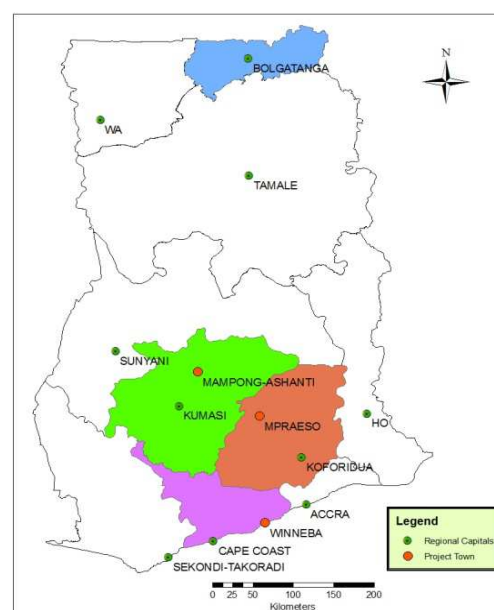 N
BOLGATANGA
WA
TAMALE
SUNYANI
MAMPONG-ASHANTI
KUMASI
MPRAESO
HO
KOFORIDUA
ACCRA
WINNEBA
CAPE COAST
SEKONDI-TAKORADI
Legend
Regional Capitals
Project Town
0 25 50 100 150 200
Kilometers